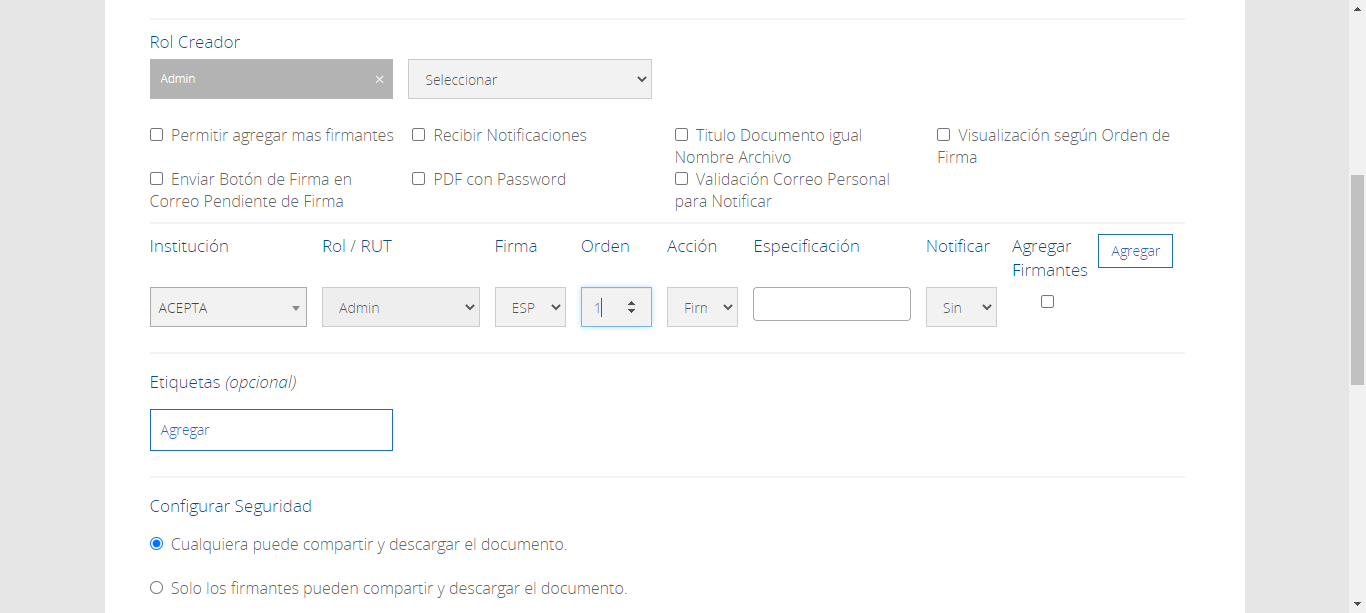 Rol Creador
Admin × Seleccionar
Permitir agregar mas firmantes Recibir Notificaciones Titulo Documento igual Visualización según Orden de
Nombre Archivo Firma
Enviar Botón de Firma en PDF con Password Validación Correo Personal
Correo Pendiente de Firma para Notificar
Institución Rol / RUT Firma Orden Acción Especificación Notificar Agregar Agregar
Firmantes
ACEPTA Admin ESP 1 Firn Sin
Etiquetas (opcional)
Agregar
Configurar Seguridad
Cualquiera puede compartir y descargar el documento.
Solo los firmantes pueden compartir y descargar el documento.